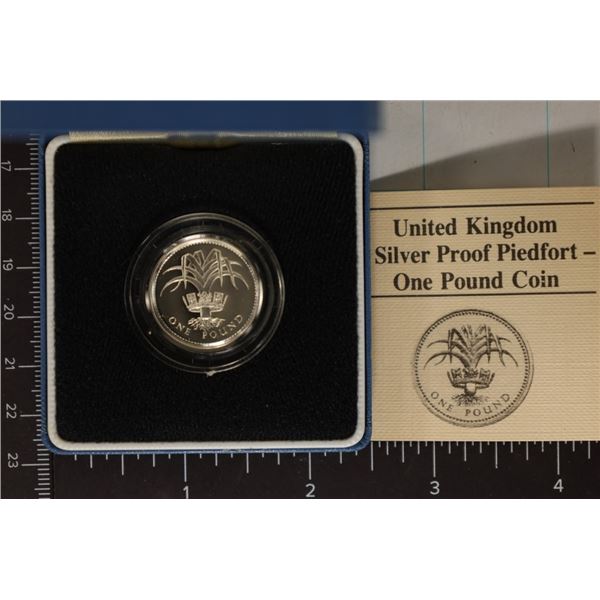 United Kingdom
Silver Proof Piedfort –
One Pound Coin
ONE POUND
ONE POUND
17
18
19
20
21
22
23
1
2
3
4